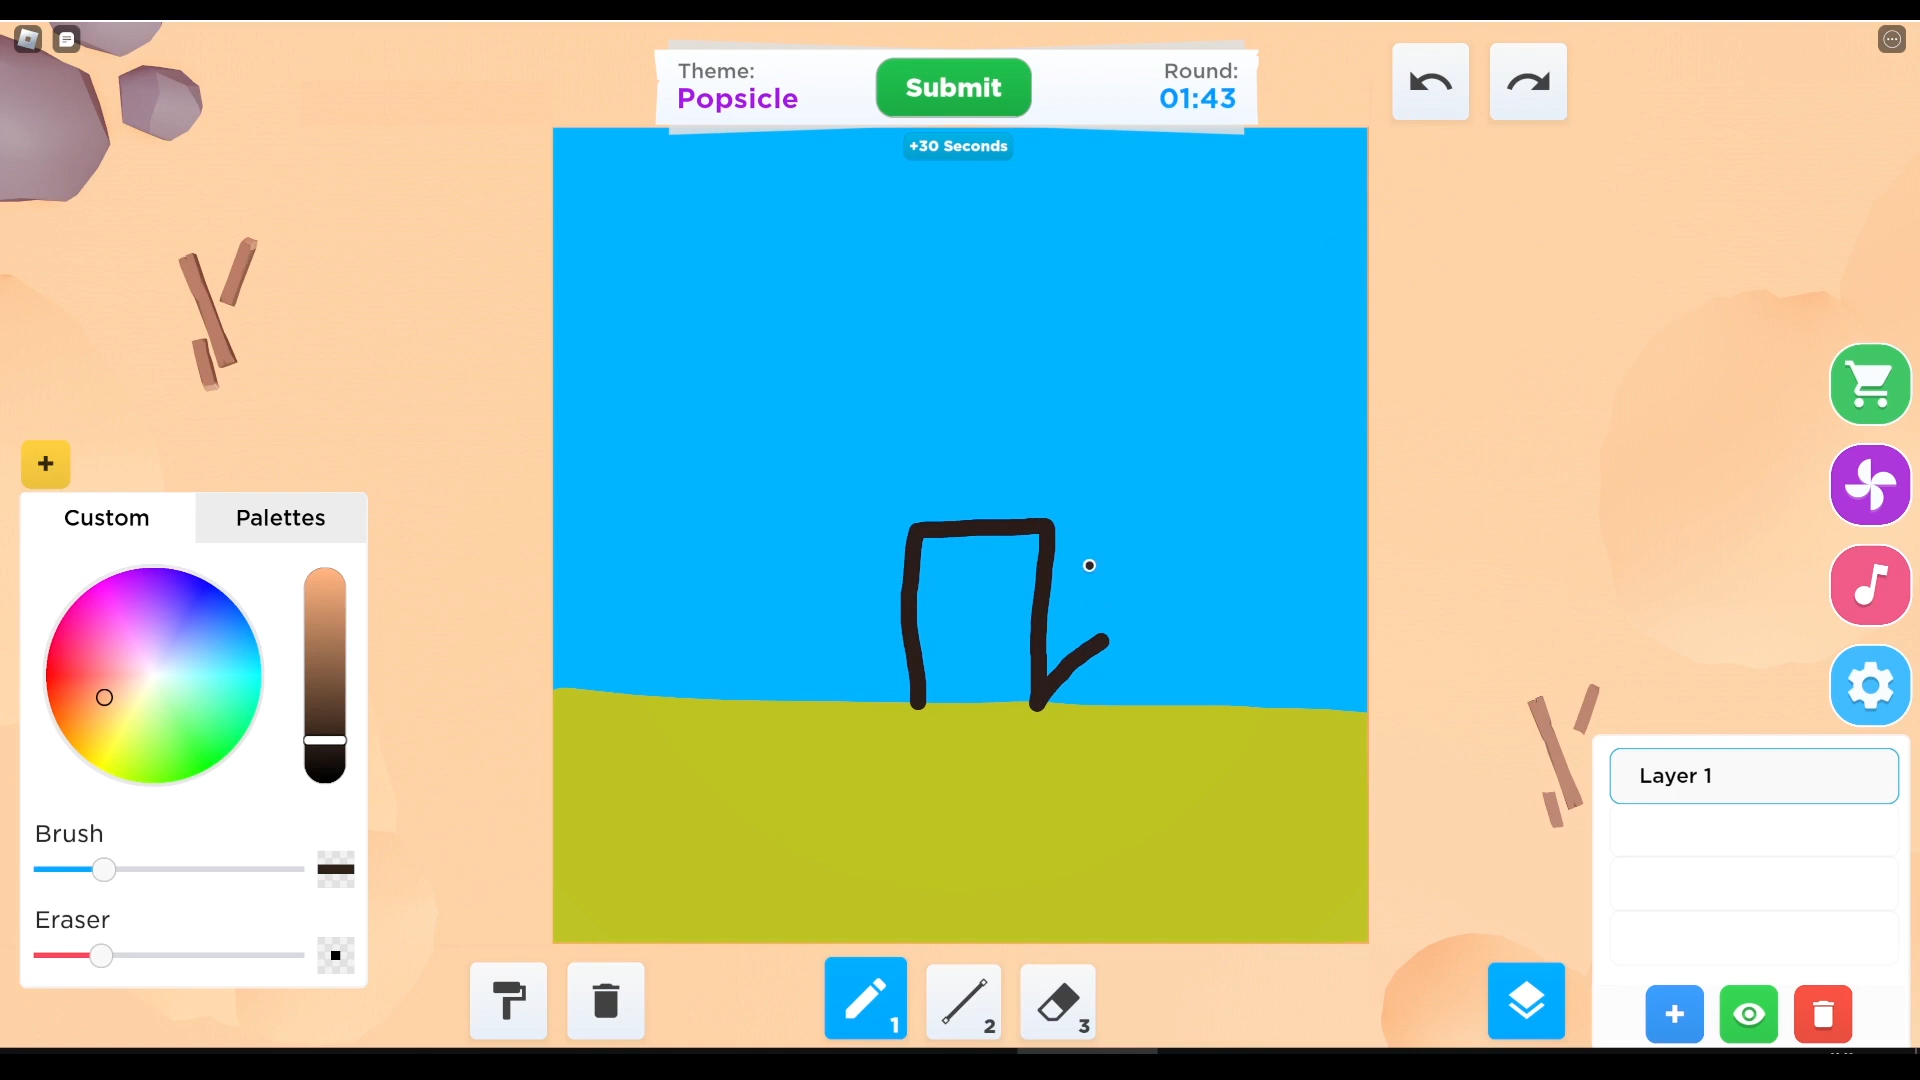 Theme:
Popsicle
Submit
Round:
01:43
+30 Seconds
Custom
Palettes
Brush
Eraser
1
2
3
Layer 1